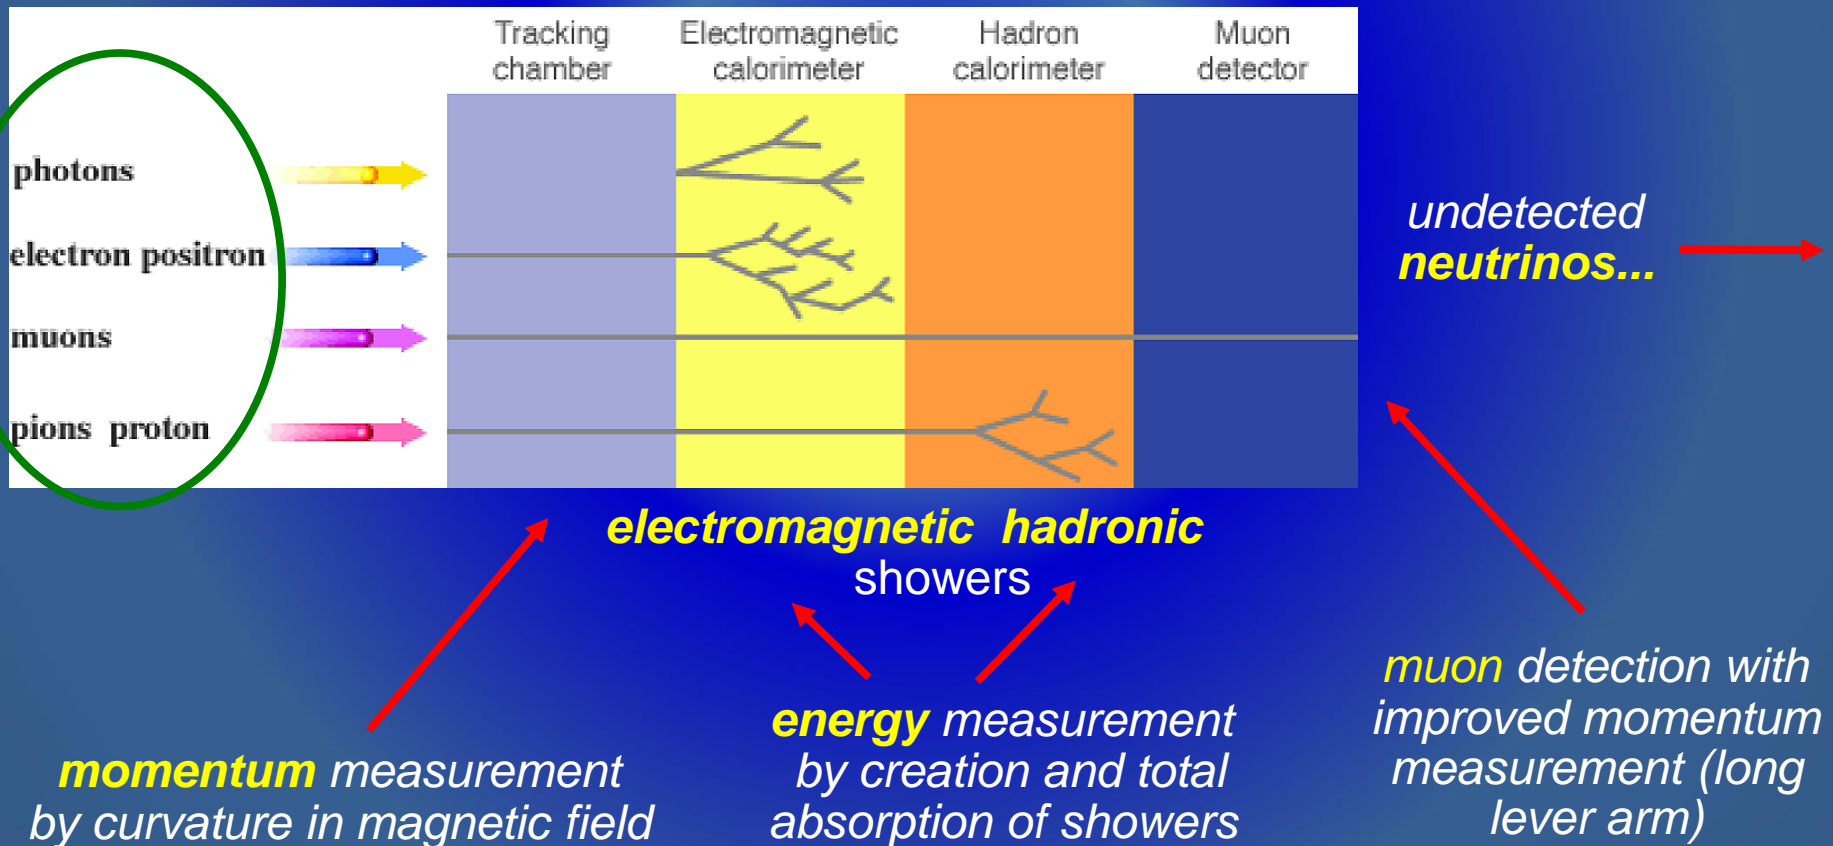 Tracking
chamber
Electromagnetic
calorimeter
Hadron
calorimeter
Muon
detector
photons
electron positron
muons
pions proton
undetected
neutrinos...
electromagnetic hadronic
showers
momentum measurement
by curvature in magnetic field
energy measurement
by creation and total
absorption of showers
muon detection with
improved momentum
measurement (long
lever arm)